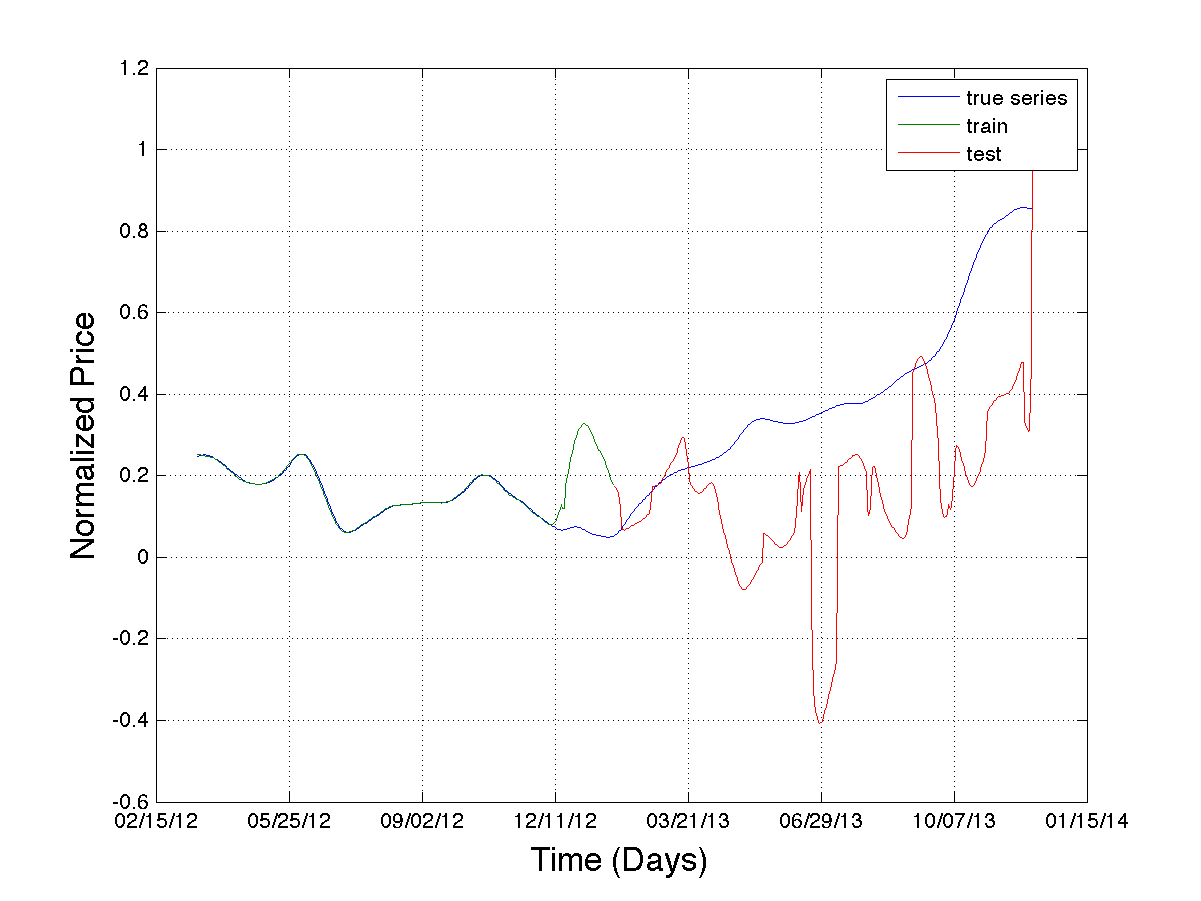 1.2
1
0.8
0.6
0.4
0.2
0
-0.2
-0.4
-0.6
Normalized Price
true series
train
test
02/15/12 05/25/12 09/02/12 12/11/12 03/21/13 06/29/13 10/07/13 01/15/14
Time (Days)